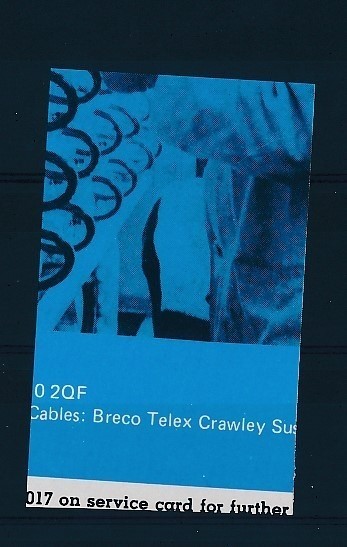 0 2QF
Cables: Breco Telex Crawley Sus
017 on service card for further